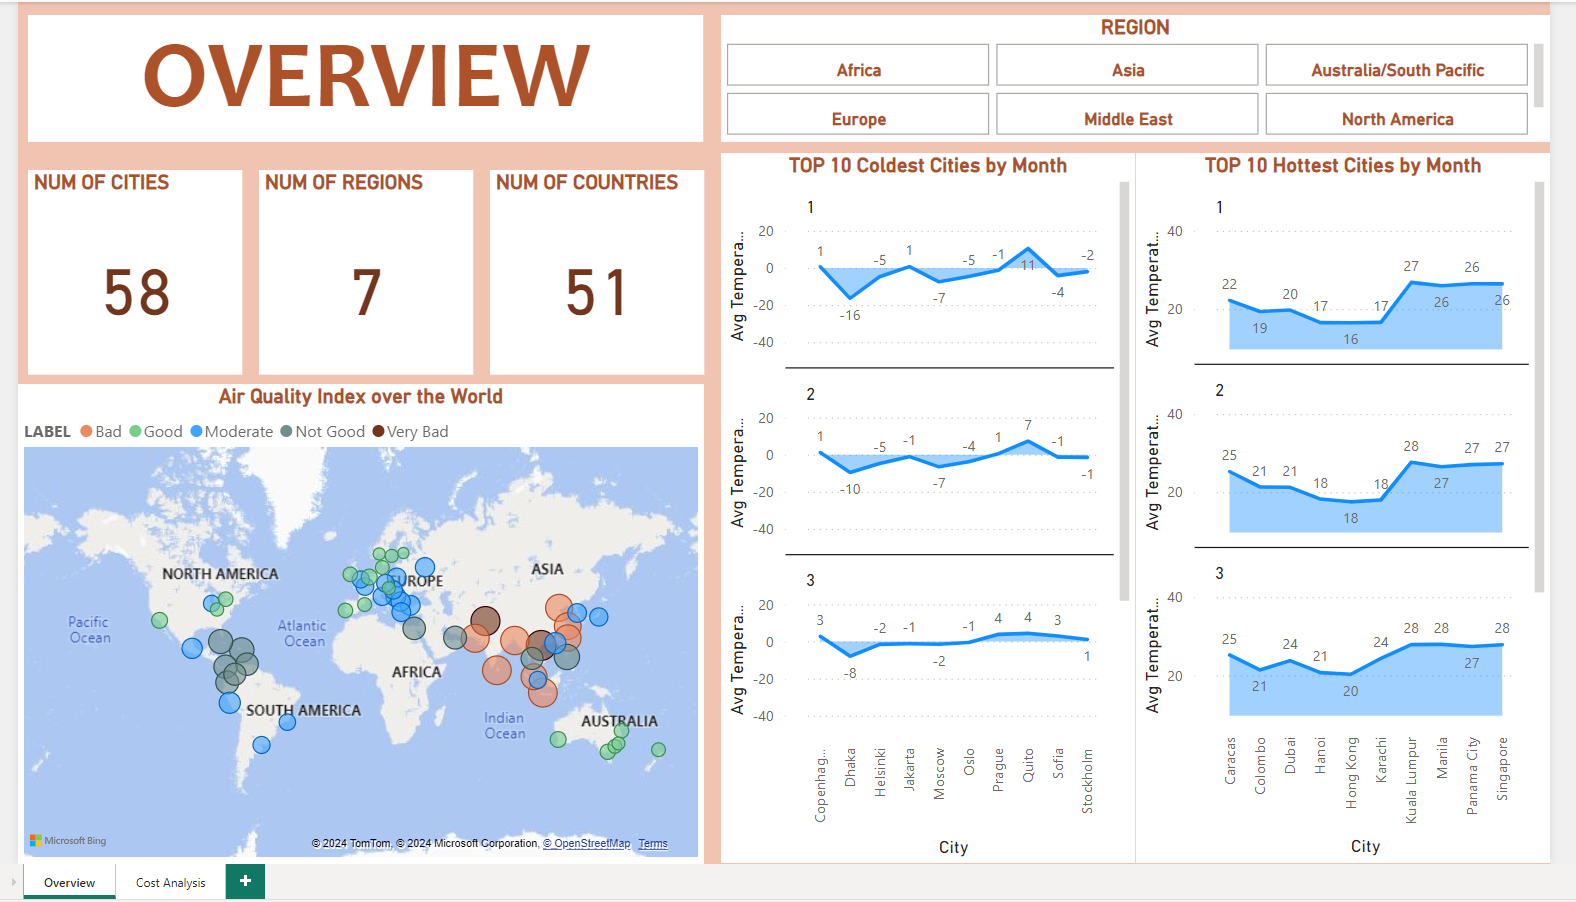 OVERVIEW
REGION
Africa
Asia
Australia/South Pacific
Europe
Middle East
North America
NUM OF CITIES
58
NUM OF REGIONS
7
NUM OF COUNTRIES
51
Air Quality Index over the World
LABEL Bad Good Moderate Not Good Very Bad
NORTH AMERICA
EUROPE
ASIA
Pacific
Ocean
Atlantic
Ocean
AFRICA
SOUTH AMERICA
Indian
Ocean
AUSTRALIA
Microsoft Bing
© 2024 TomTom, © 2024 Microsoft Corporation, © OpenStreetMap Terms
TOP 10 Coldest Cities by Month
1
Avg Tempera...
20
0
-20
-40
1
-16
-5
1
-7
-5
-1
11
-4
-2
2
Avg Tempera...
20
0
-20
-40
1
-10
-5
-1
-7
-4
1
7
-1
-1
3
Avg Tempera...
20
0
-20
-40
3
-8
-2
-1
-2
-1
4
4
3
1
Copenhag...
Dhaka
Helsinki
Jakarta
Moscow
Oslo
Prague
Quito
Sofia
Stockholm
City
TOP 10 Hottest Cities by Month
1
Avg Temperat...
40
20
22
19
20
17
16
17
27
26
26
26
2
Avg Temperat...
40
20
25
21
21
18
18
18
28
27
27
27
3
Avg Temperat...
40
20
25
21
24
21
20
24
28
28
27
28
Caracas
Colombo
Dubai
Hanoi
Hong Kong
Karachi
Kuala Lumpur
Manila
Panama City
Singapore
City
Overview
Cost Analysis
+